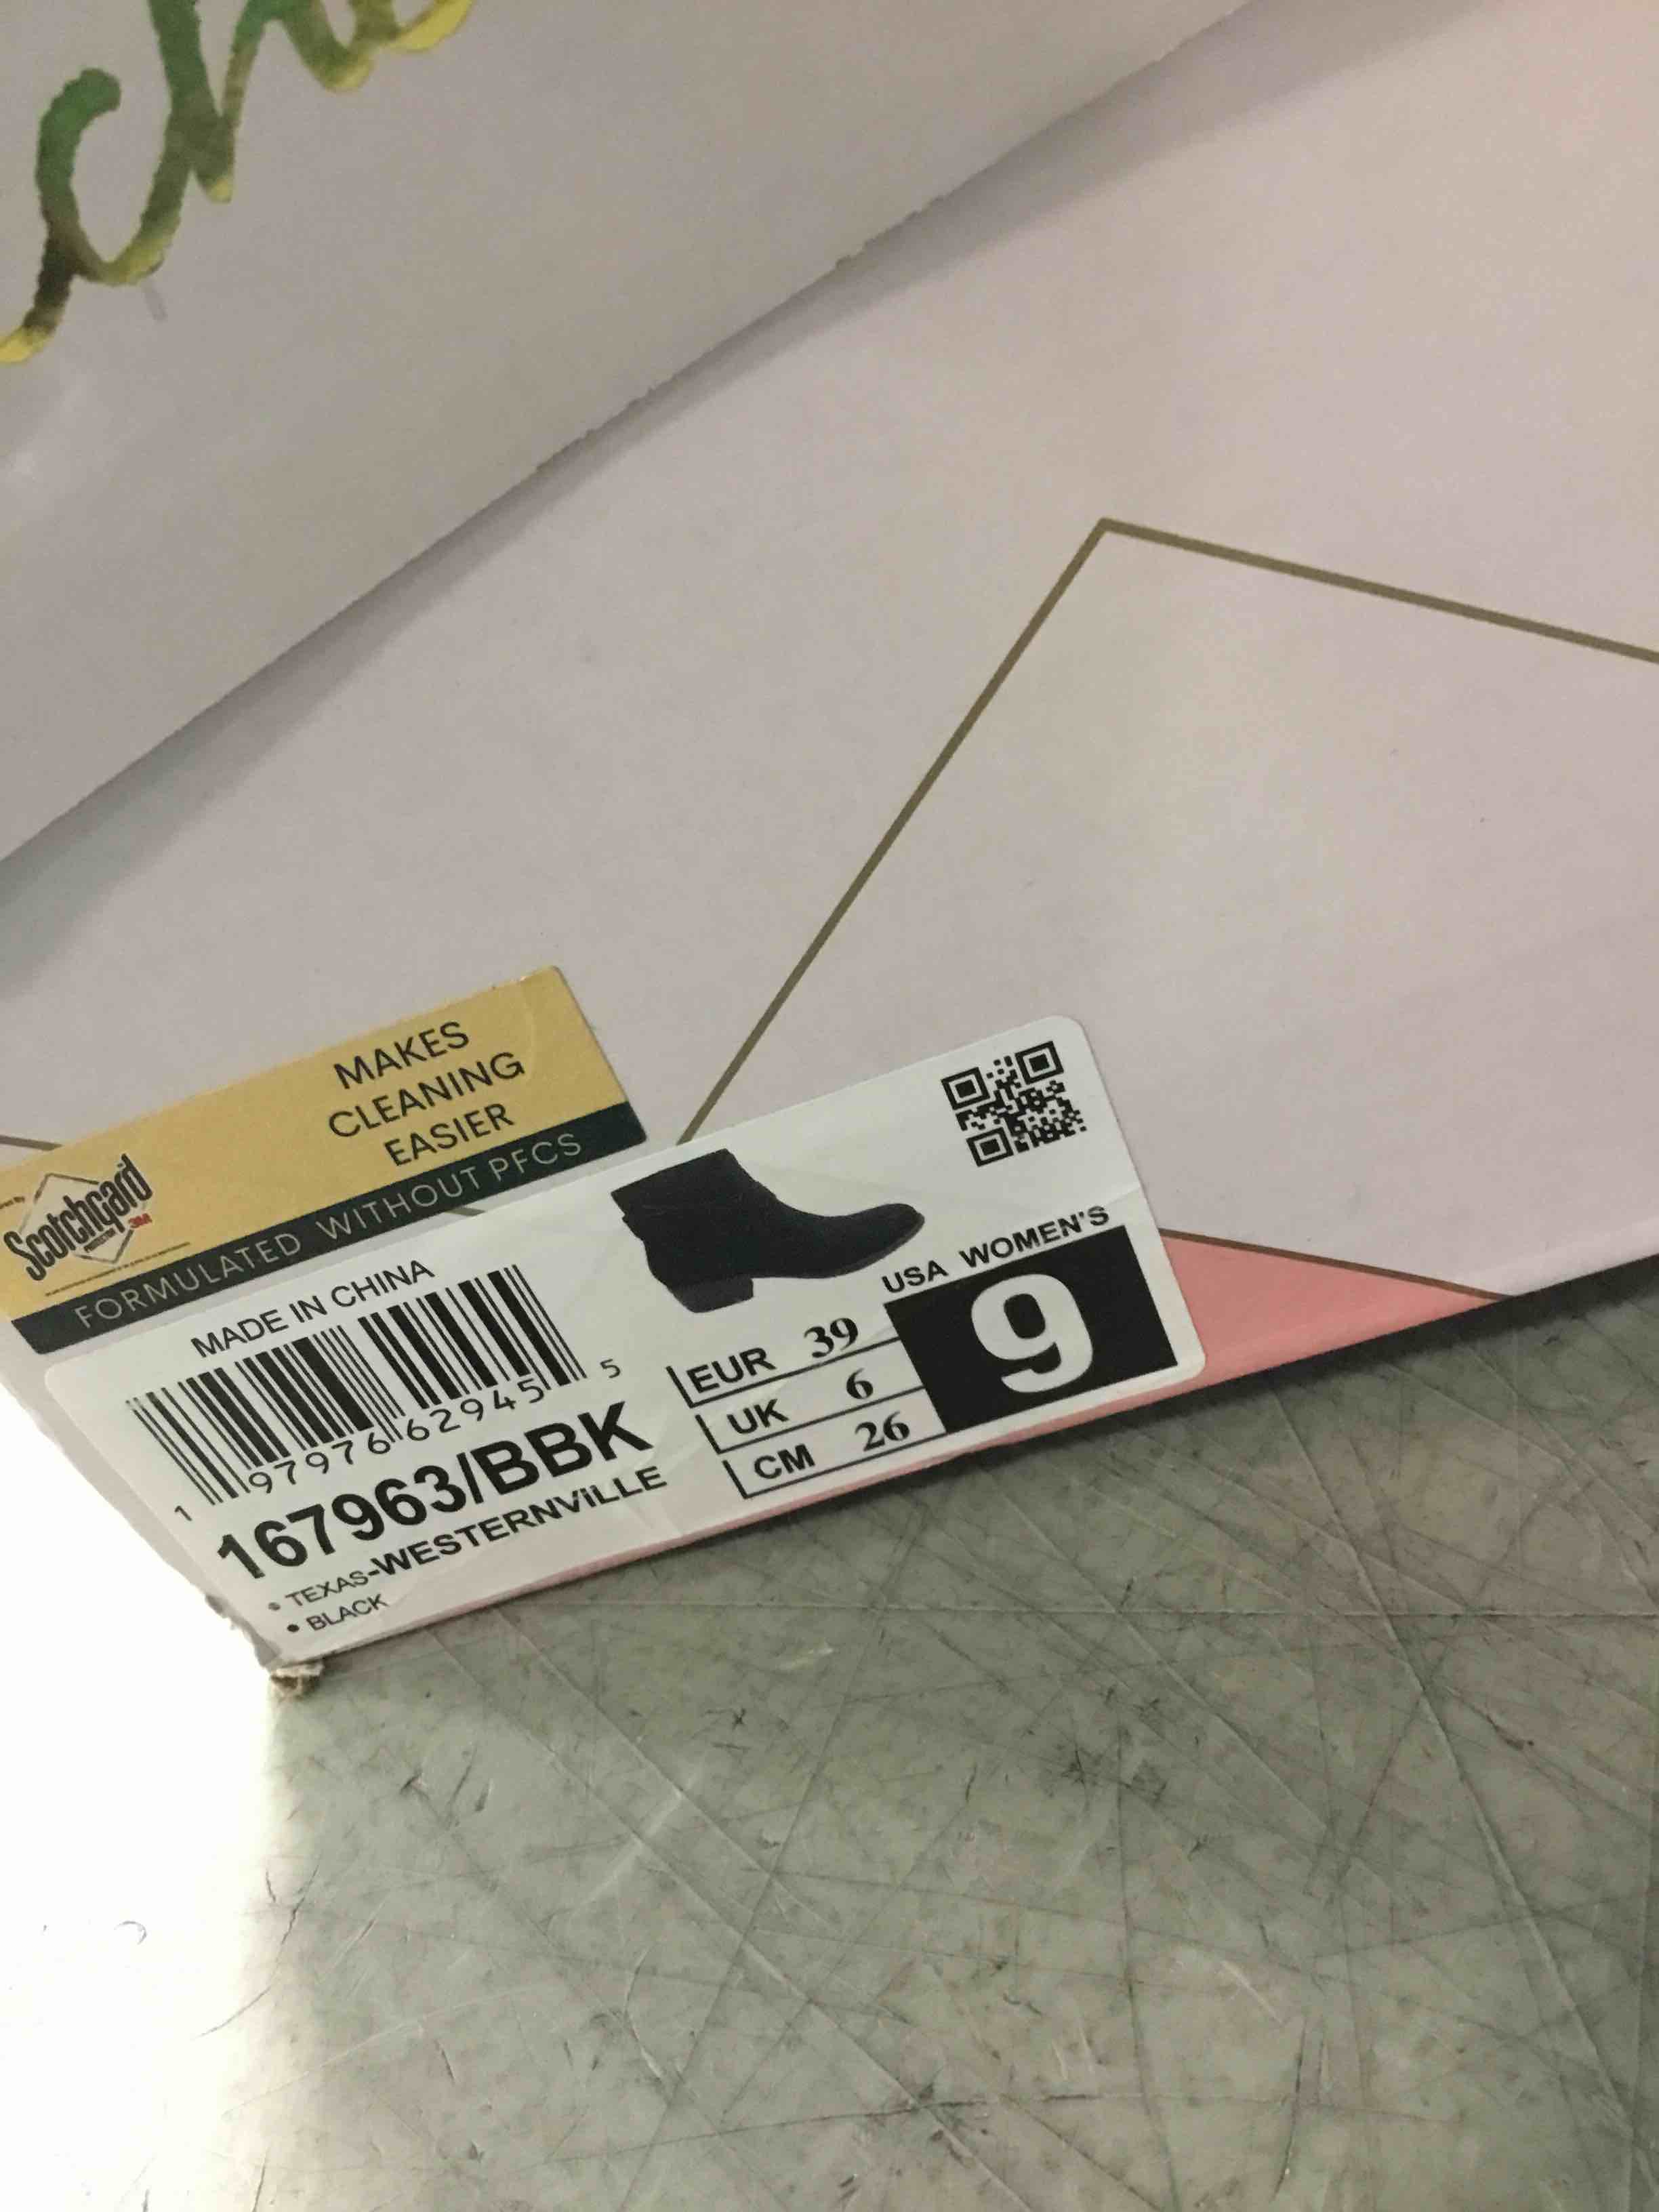 MAKES
CLEANING
EASIER
Scotchgard
3M
FORMULATED WITHOUT PFCS
MADE IN CHINA
1 97976 62945 5
167963/BBK
• TEXAS-WESTERNViLLE
• BLACK
USA WOMEN'S
9
EUR 39
UK 6
CM 26